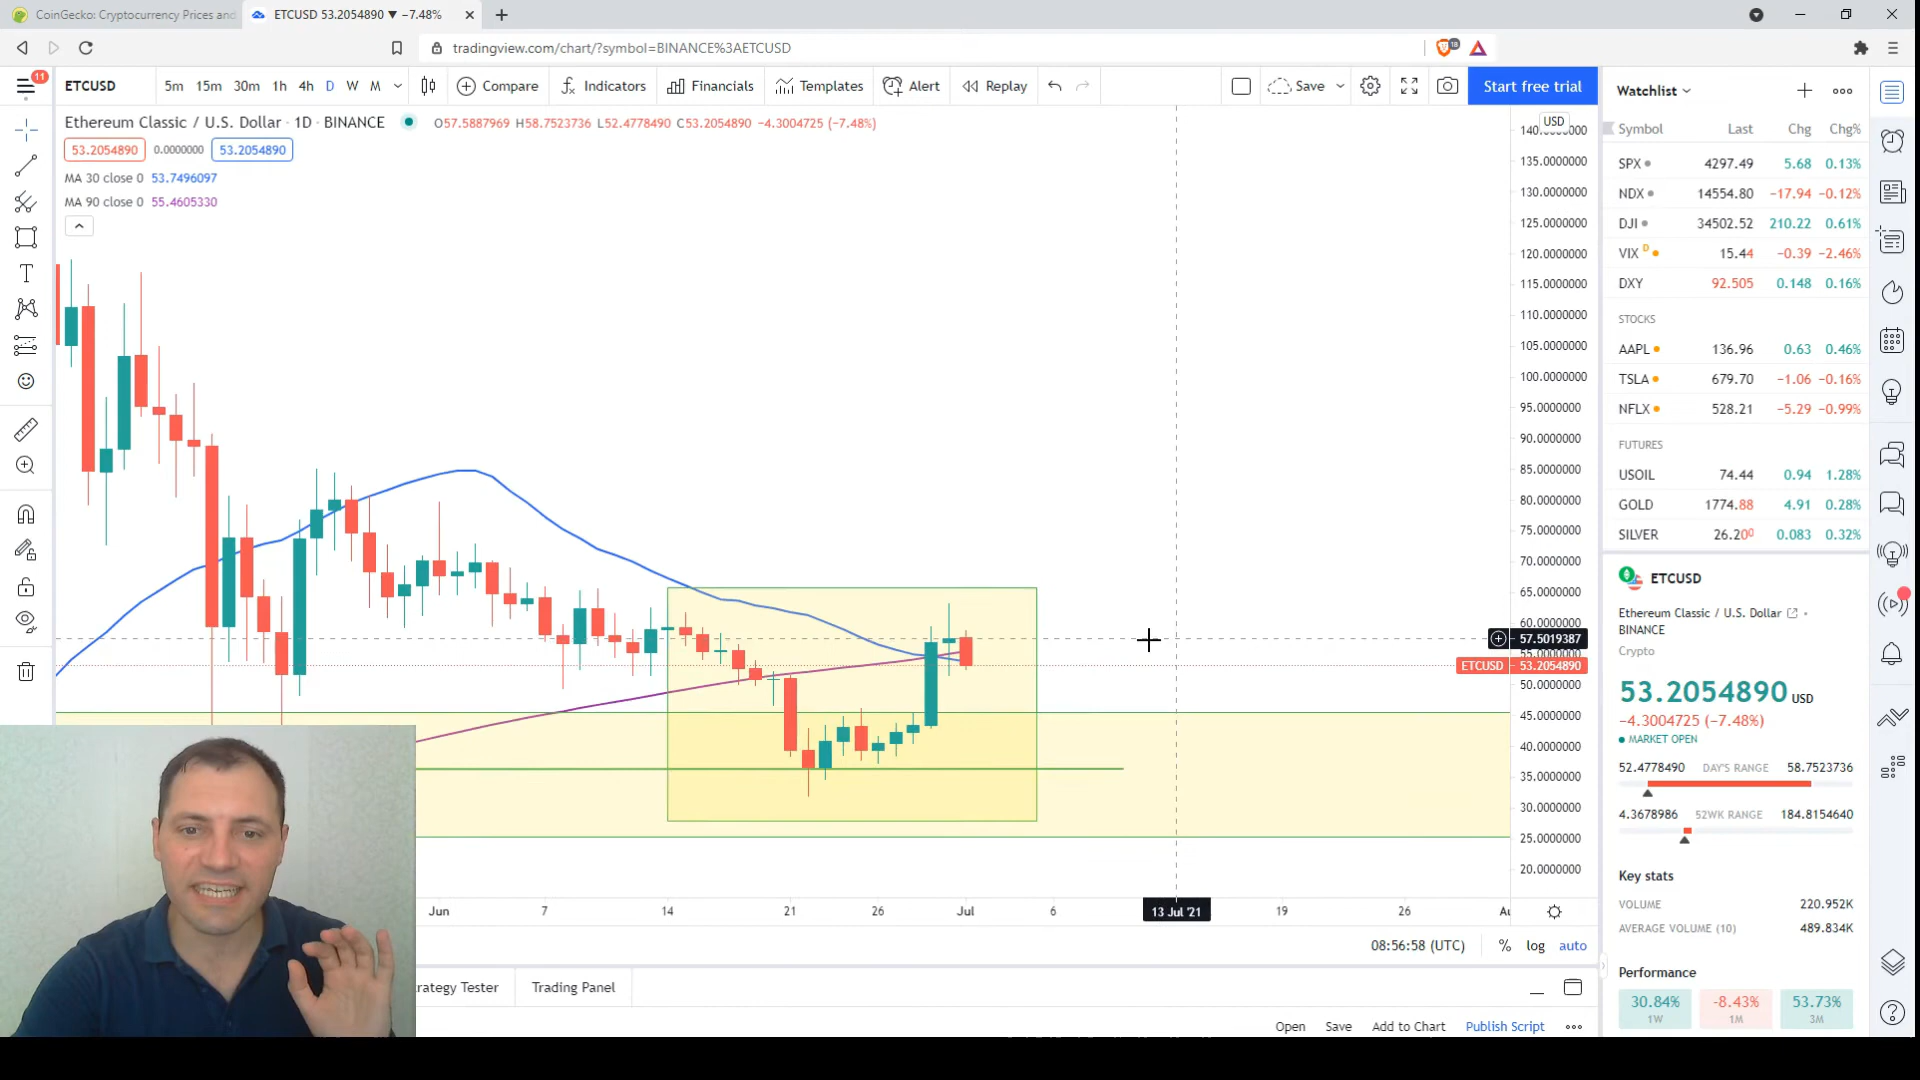 CoinGecko: Cryptocurrency Prices and
ETCUSD 53.2054890 ▼ −7.48%
tradingview.com/chart/?symbol=BINANCE%3AETCUSD
18
11
ETCUSD 5m 15m 30m 1h 4h D W M Compare Indicators Financials Templates Alert Replay Save Start free trial
Ethereum Classic / U.S. Dollar · 1D · BINANCE O57.5887969 H58.7523736 L52.4778490 C53.2054890 −4.3004725 (−7.48%)
53.2054890 0.0000000 53.2054890
MA 30 close 0 53.7496097
MA 90 close 0 55.4605330
USD
135.0000000
130.0000000
125.0000000
120.0000000
115.0000000
110.0000000
105.0000000
100.0000000
95.0000000
90.0000000
85.0000000
80.0000000
75.0000000
70.0000000
65.0000000
60.0000000
57.5019387
ETCUSD 53.2054890
50.0000000
45.0000000
40.0000000
35.0000000
30.0000000
25.0000000
20.0000000
Jun 7 14 21 26 Jul 6 13 Jul '21 19 26
08:56:58 (UTC) % log auto
Trading Panel
Open Save Add to Chart Publish Script
Watchlist
Symbol Last Chg Chg%
SPX 4297.49 5.68 0.13%
NDX 14554.80 −17.94 −0.12%
DJI 34502.52 210.22 0.61%
VIX D 15.44 −0.39 −2.46%
DXY 92.505 0.148 0.16%
STOCKS
AAPL 136.96 0.63 0.46%
TSLA 679.70 −1.06 −0.16%
NFLX 528.21 −5.29 −0.99%
FUTURES
USOIL 74.44 0.94 1.28%
GOLD 1774.88 4.91 0.28%
SILVER 26.200 0.083 0.32%
ETCUSD
Ethereum Classic / U.S. Dollar
BINANCE
Crypto
53.2054890 USD
−4.3004725 (−7.48%)
MARKET OPEN
52.4778490 DAY'S RANGE 58.7523736
4.3678986 52WK RANGE 184.8154640
Key stats
VOLUME 220.952K
AVERAGE VOLUME (10) 489.834K
Performance
30.84% -8.43% 53.73%
1W 1M 3M